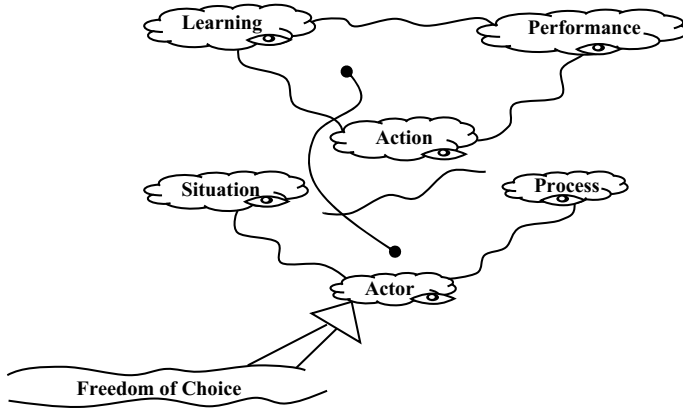 Learning
Performance
Action
Situation
Process
Actor
Freedom of Choice